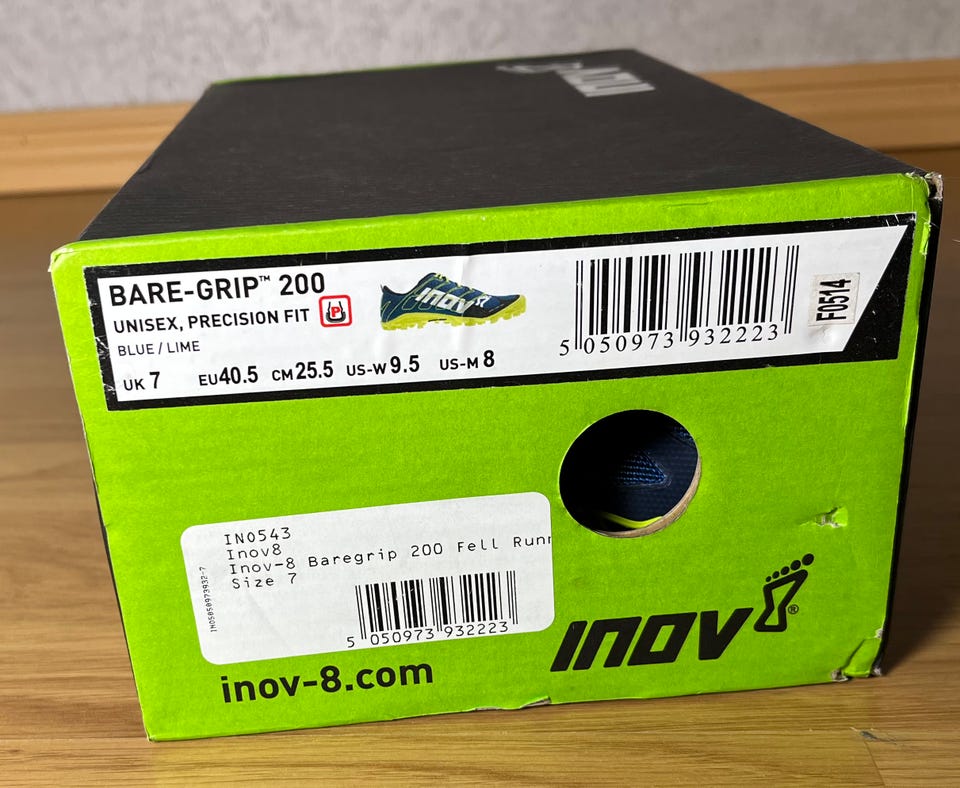 INOV
BARE-GRIP™ 200
UNISEX, PRECISION FIT P
BLUE / LIME
UK 7 EU 40.5 CM 25.5 US-W 9.5 US-M 8
INOV
5 050973 932223
F0514
IN0543
Inov8
Inov-8 Baregrip 200 Fell Runn
Size 7
5 050973 932223
inov-8.com
INOV ®